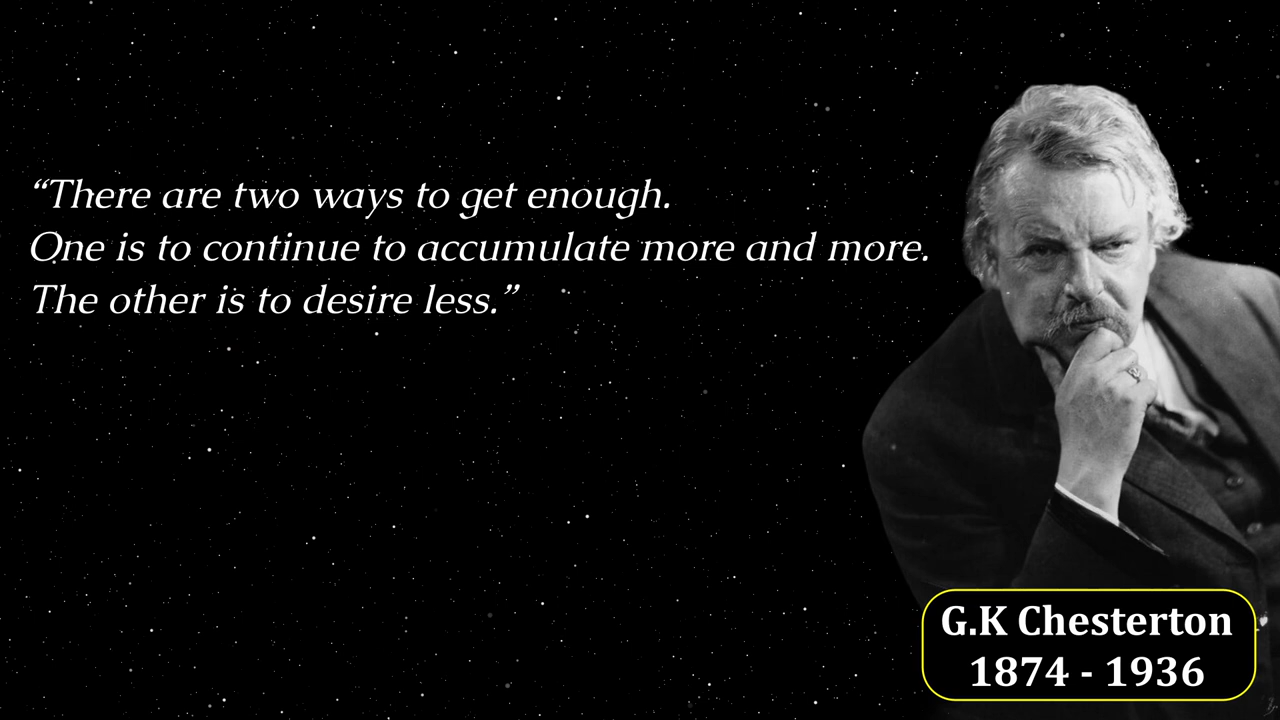 “There are two ways to get enough.
One is to continue to accumulate more and more.
The other is to desire less.”
G.K Chesterton
1874 - 1936